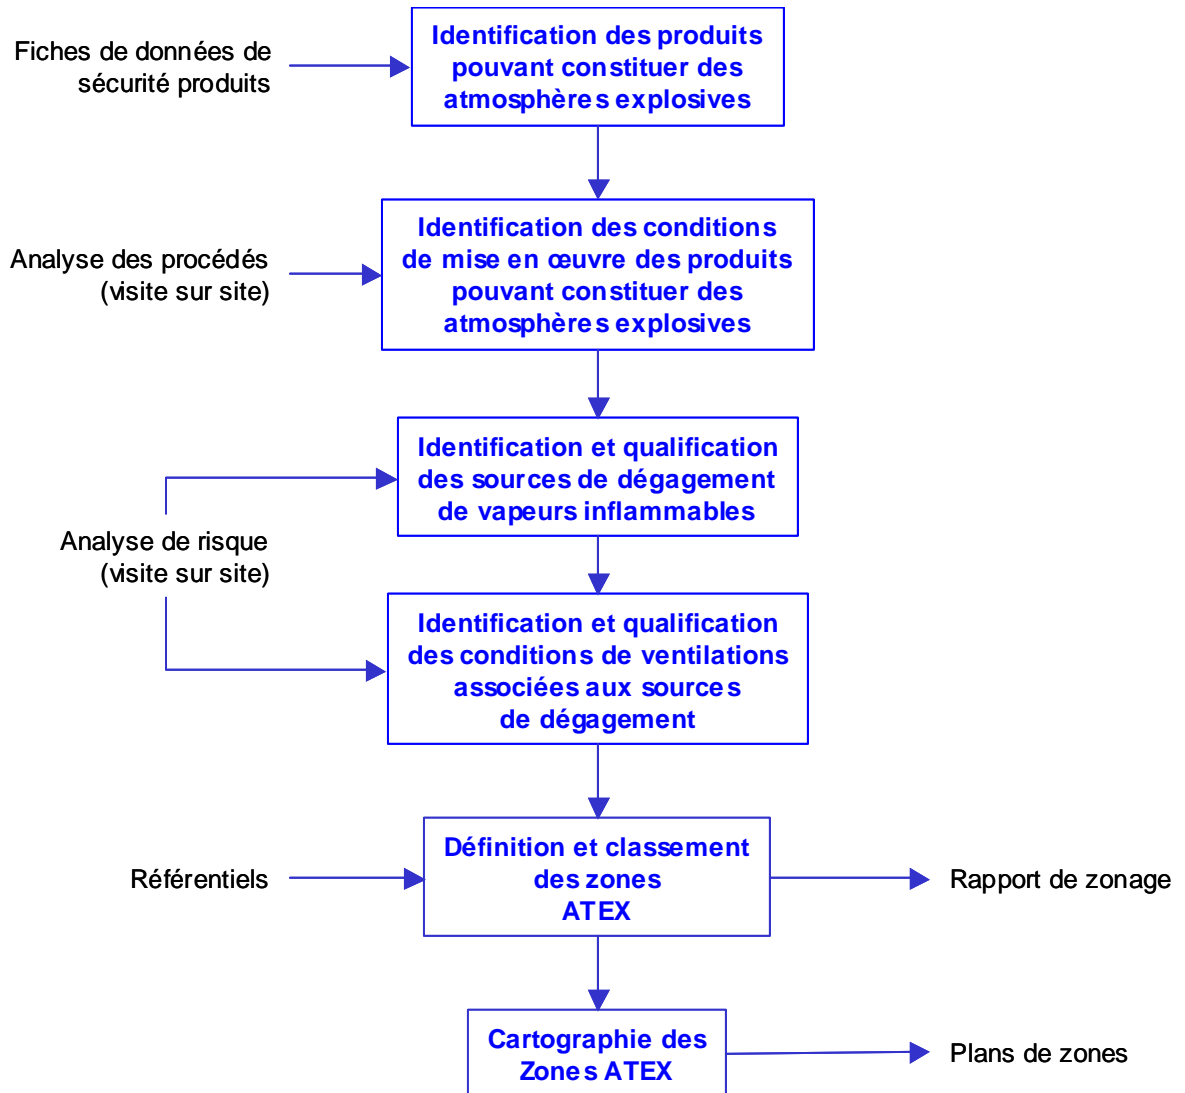 Fiches de données de
sécurité produits
Identification des produits
pouvant constituer des
atmosphères explosives
Analyse des procédés
(visite sur site)
Identification des conditions
de mise en œuvre des produits
pouvant constituer des
atmosphères explosives
Identification et qualification
des sources de dégagement
de vapeurs inflammables
Analyse de risque
(visite sur site)
Identification et qualification
des conditions de ventilations
associées aux sources
de dégagement
Référentiels
Définition et classement
des zones
ATEX
Rapport de zonage
Cartographie des
Zones ATEX
Plans de zones